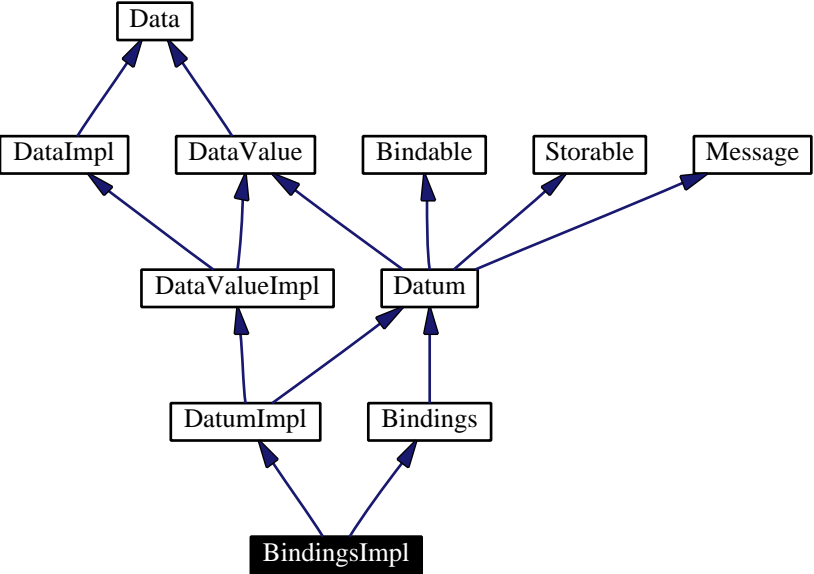 Data
DataImpl
DataValue
Bindable
Storable
Message
DataValueImpl
Datum
DatumImpl
Bindings
BindingsImpl